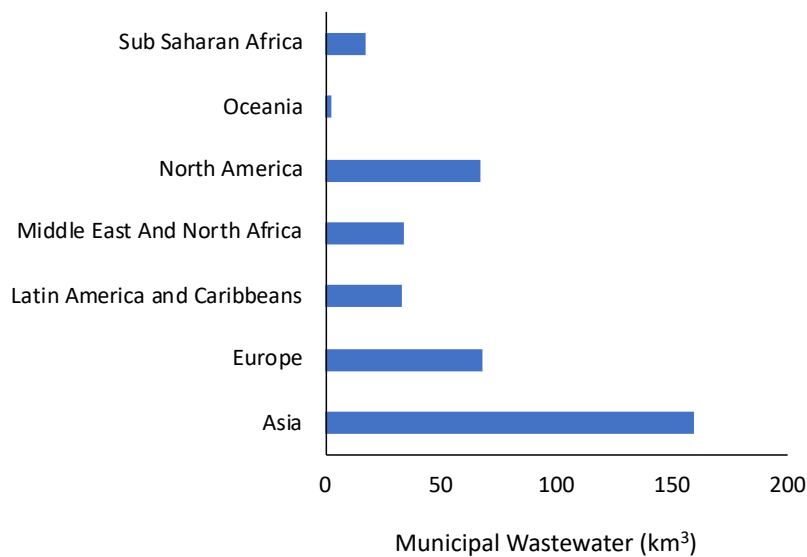 Sub Saharan Africa
Oceania
North America
Middle East And North Africa
Latin America and Caribbeans
Europe
Asia
0 50 100 150 200
Municipal Wastewater (km³)